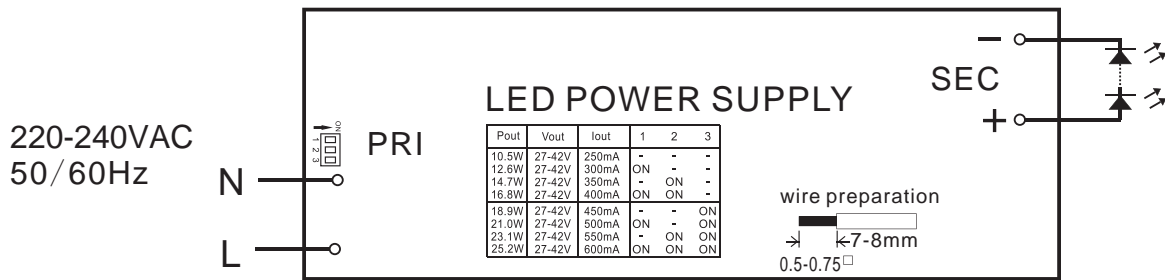 LED POWER SUPPLY
220-240VAC
50/60Hz
N
L
ON
1
2
3
PRI
SEC
-
+
Pout Vout Iout 1 2 3
10.5W 27-42V 250mA - - -
12.6W 27-42V 300mA ON - -
14.7W 27-42V 350mA - ON -
16.8W 27-42V 400mA ON ON -
18.9W 27-42V 450mA - - ON
21.0W 27-42V 500mA ON - ON
23.1W 27-42V 550mA - ON ON
25.2W 27-42V 600mA ON ON ON
wire preparation
7-8mm
0.5-0.75□